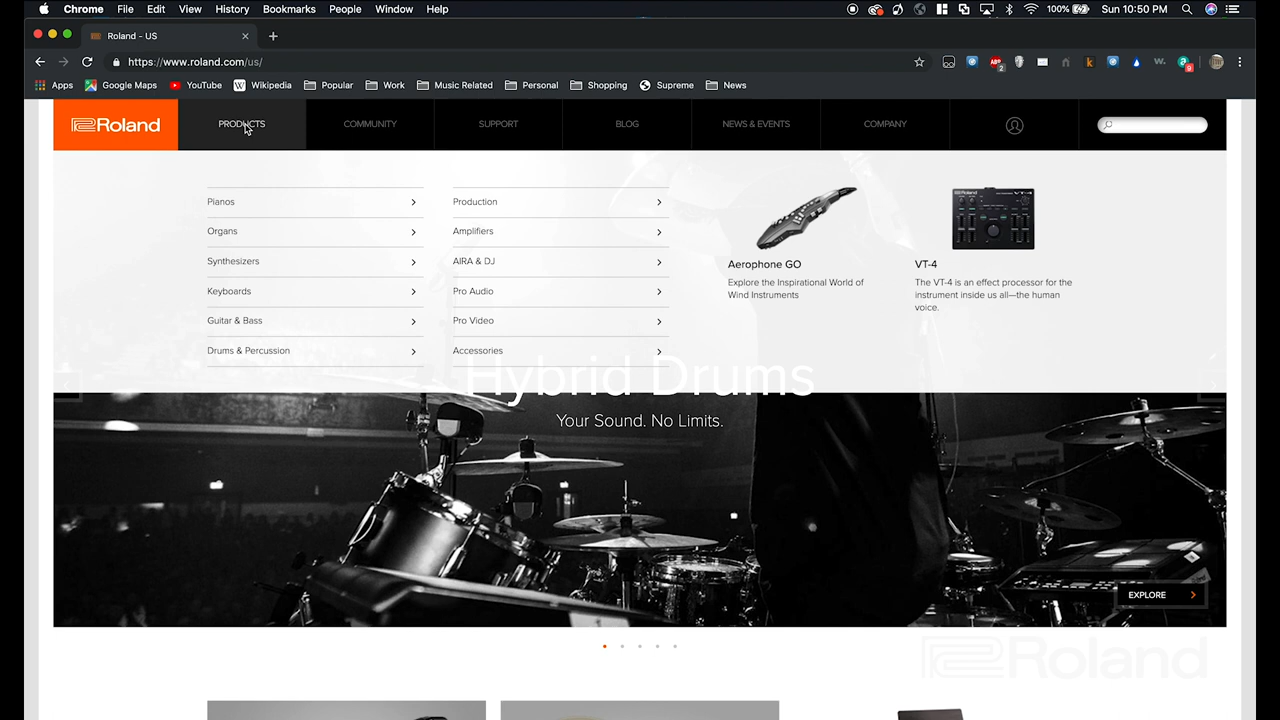 Chrome File Edit View History Bookmarks People Window Help 100% Sun 10:50 PM
Roland - US
https://www.roland.com/us/
Apps Google Maps YouTube Wikipedia Popular Work Music Related Personal Shopping Supreme News
Roland PRODUCTS COMMUNITY SUPPORT BLOG NEWS & EVENTS COMPANY
Pianos
Organs
Synthesizers
Keyboards
Guitar & Bass
Drums & Percussion
Production
Amplifiers
AIRA & DJ
Pro Audio
Pro Video
Accessories
Aerophone GO
Explore the Inspirational World of
Wind Instruments
VT-4
The VT-4 is an effect processor for the
instrument inside us all—the human
voice.
Hybrid Drums
Your Sound. No Limits.
EXPLORE
Roland